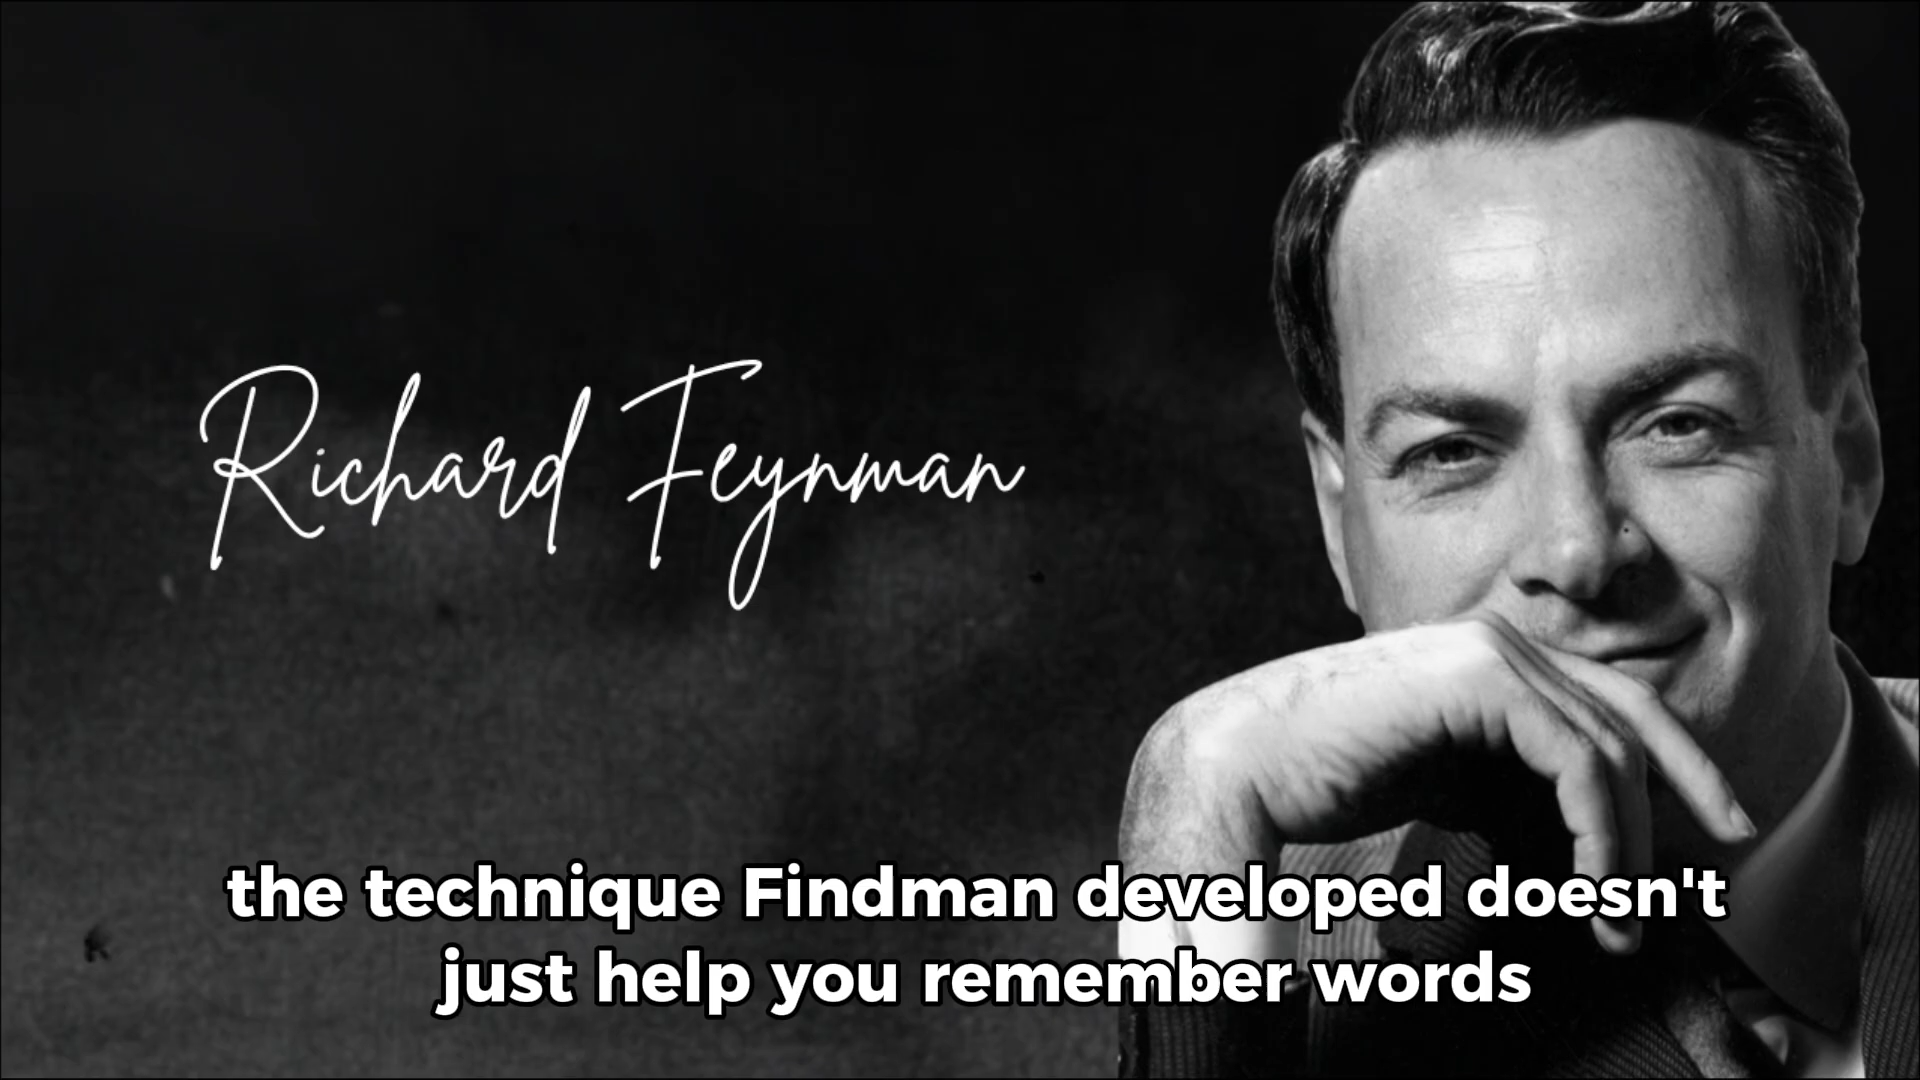 Richard Feynman
the technique Findman developed doesn't
just help you remember words